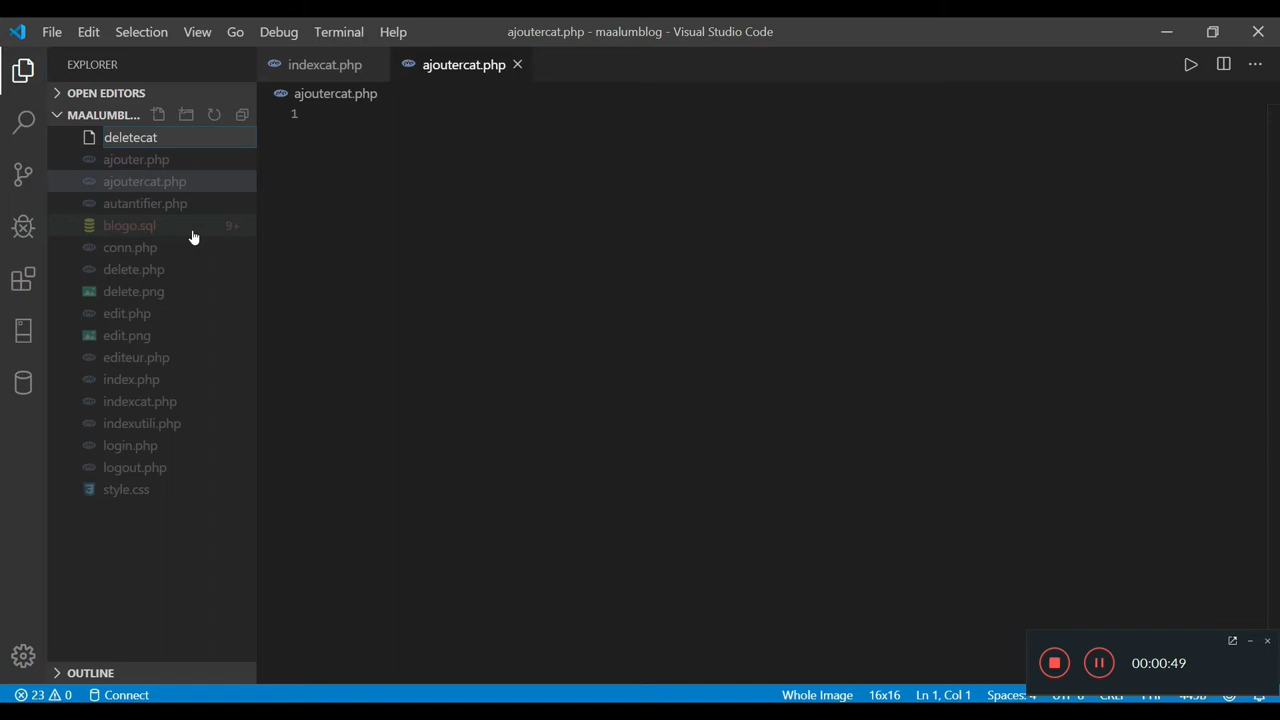 File Edit Selection View Go Debug Terminal Help ajoutercat.php - maalumblog - Visual Studio Code
EXPLORER indexcat.php ajoutercat.php
OPEN EDITORS ajoutercat.php
MAALUMBL... 1
deletecat
ajouter.php
ajoutercat.php
autantifier.php
blogo.sql 9+
conn.php
delete.php
delete.png
edit.php
edit.png
editeur.php
index.php
indexcat.php
indexutili.php
login.php
logout.php
style.css
00:00:49
OUTLINE
23 0 Connect Whole Image 16x16 Ln 1, Col 1 Spaces: 4